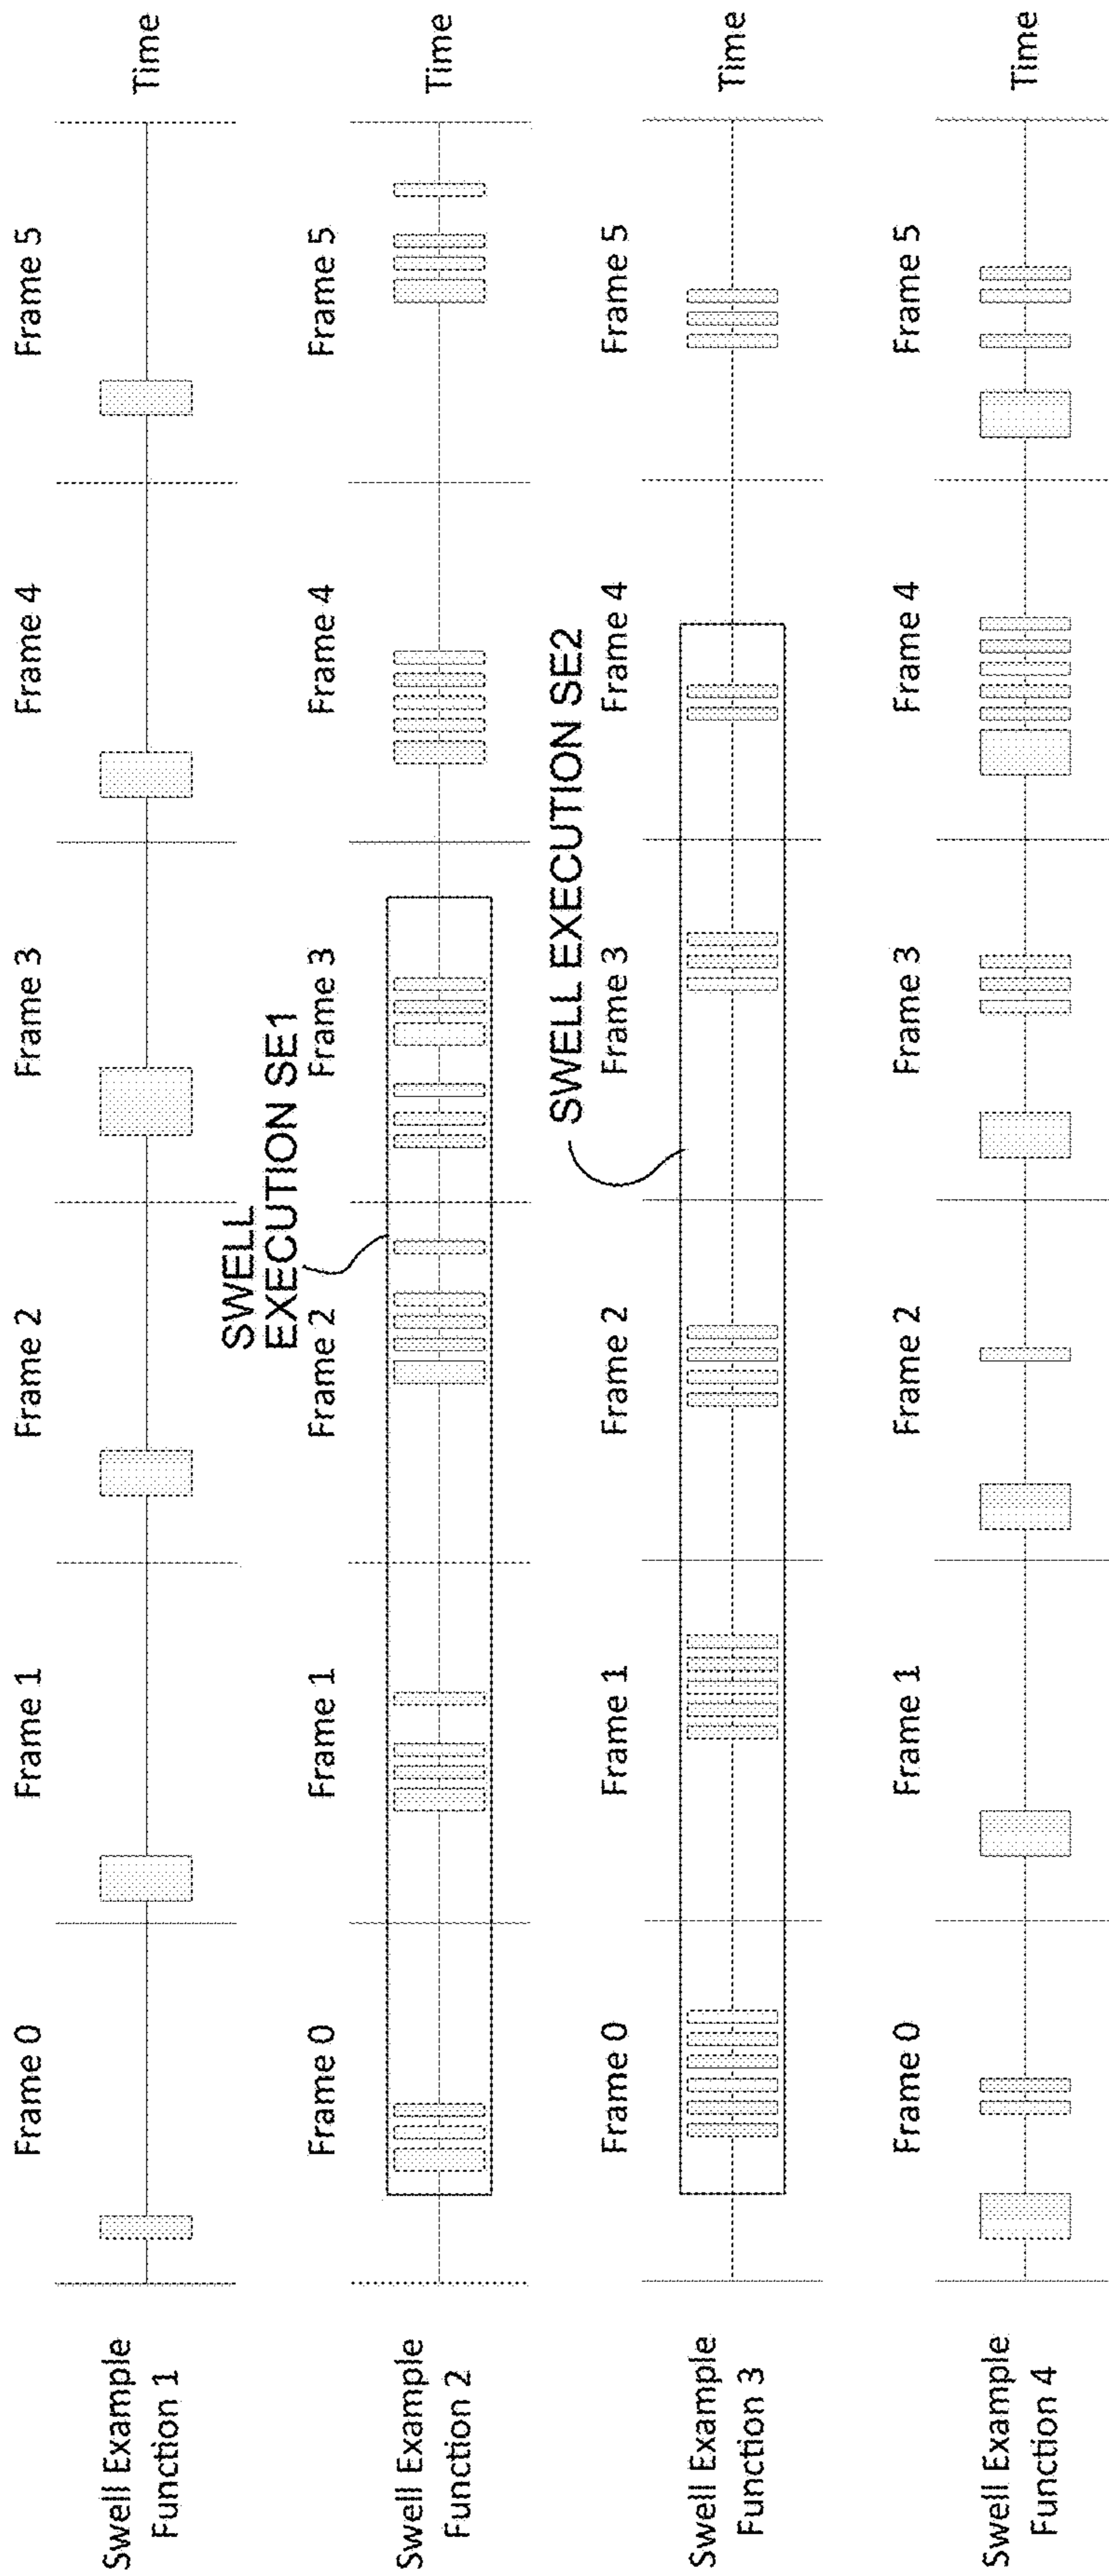 Frame 0
Frame 1
Frame 2
Frame 3
Frame 4
Frame 5
Swell Example
Function 1
Time
SWELL
EXECUTION SE1
Frame 0
Frame 1
Frame 2
Frame 3
Frame 4
Frame 5
Swell Example
Function 2
Time
SWELL EXECUTION SE2
Frame 0
Frame 1
Frame 2
Frame 3
Frame 4
Frame 5
Swell Example
Function 3
Time
Frame 0
Frame 1
Frame 2
Frame 3
Frame 4
Frame 5
Swell Example
Function 4
Time